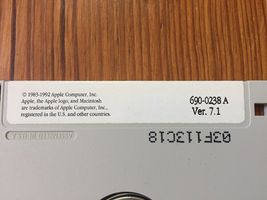 © 1983-1992 Apple Computer, Inc.
Apple, the Apple logo, and Macintosh
are trademarks of Apple Computer, Inc.
registered in the U.S. and other countries.
690-0238 A
Ver. 7.1
03F113C18